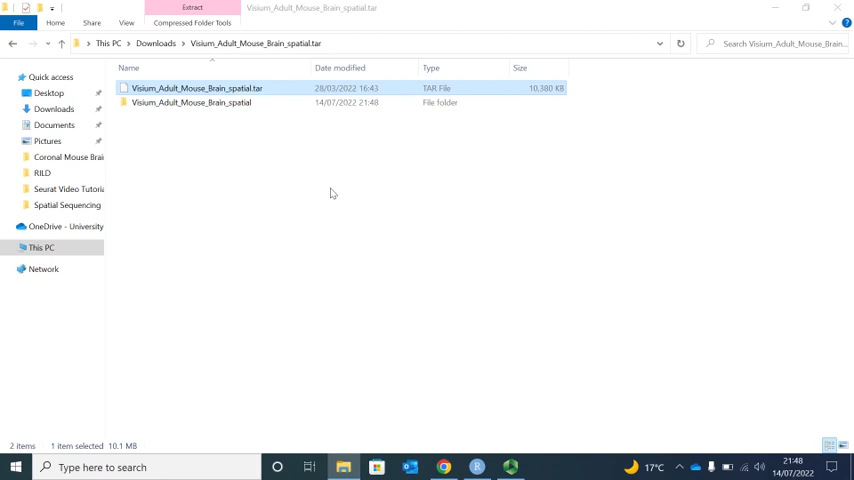 Extract
Visium_Adult_Mouse_Brain_spatial.tar
File Home Share View Compressed Folder Tools
This PC Downloads Visium_Adult_Mouse_Brain_spatial.tar
Search Visium_Adult_Mouse_Brain...
Name Date modified Type Size
Quick access
Desktop
Downloads
Documents
Pictures
Coronal Mouse Brai
RILD
Seurat Video Tutoria
Spatial Sequencing
OneDrive - University
This PC
Network
Visium_Adult_Mouse_Brain_spatial.tar 28/03/2022 16:43 TAR File 10,380 KB
Visium_Adult_Mouse_Brain_spatial 14/07/2022 21:48 File folder
2 items 1 item selected 10.1 MB
Type here to search
R
17°C
21:48
14/07/2022